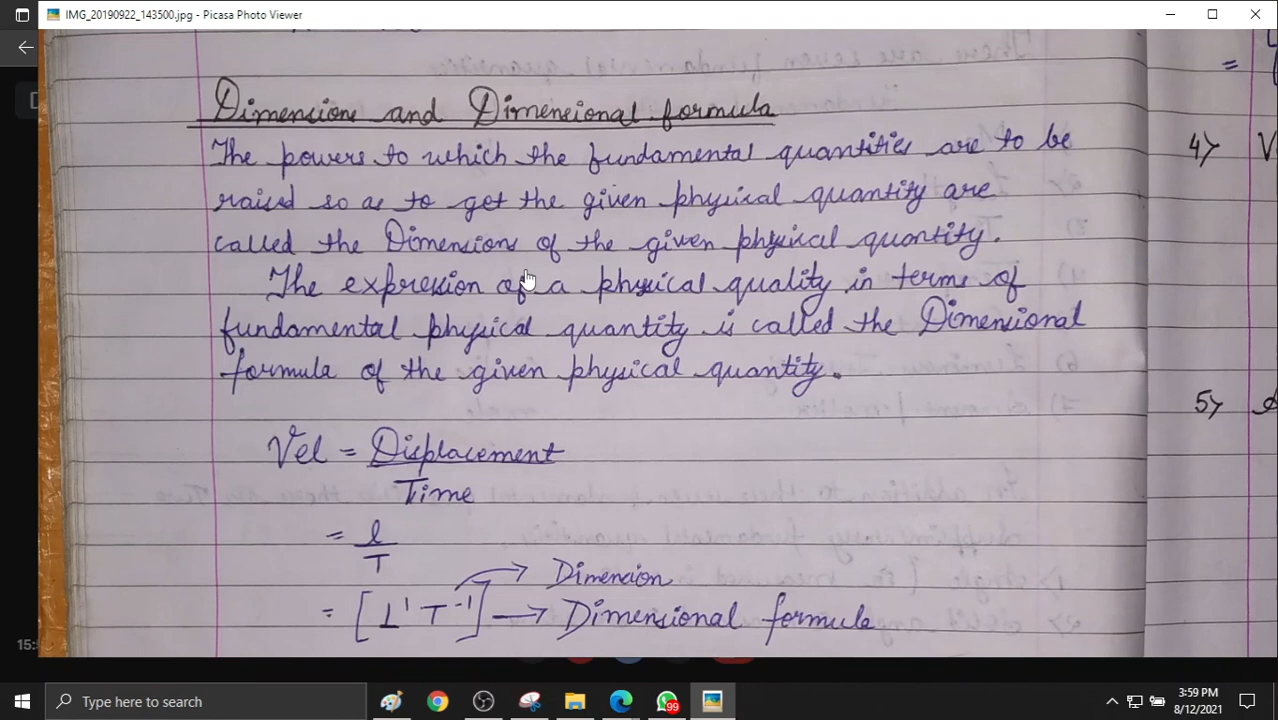 IMG_20190922_143500.jpg - Picasa Photo Viewer
Dimensions and Dimensional formula
The powers to which the fundamental quantities are to be
raised so as to get the given physical quantity are
called the Dimensions of the given physical quantity.
The expression of a physical quality in terms of
fundamental physical quantity is called the Dimensional
formula of the given physical quantity.
Vel = Displacement
Time
= l
T
→ Dimension
= [L¹ T⁻¹] → Dimensional formula
=
4) V
5)
15:
Type here to search
99
3:59 PM
8/12/2021